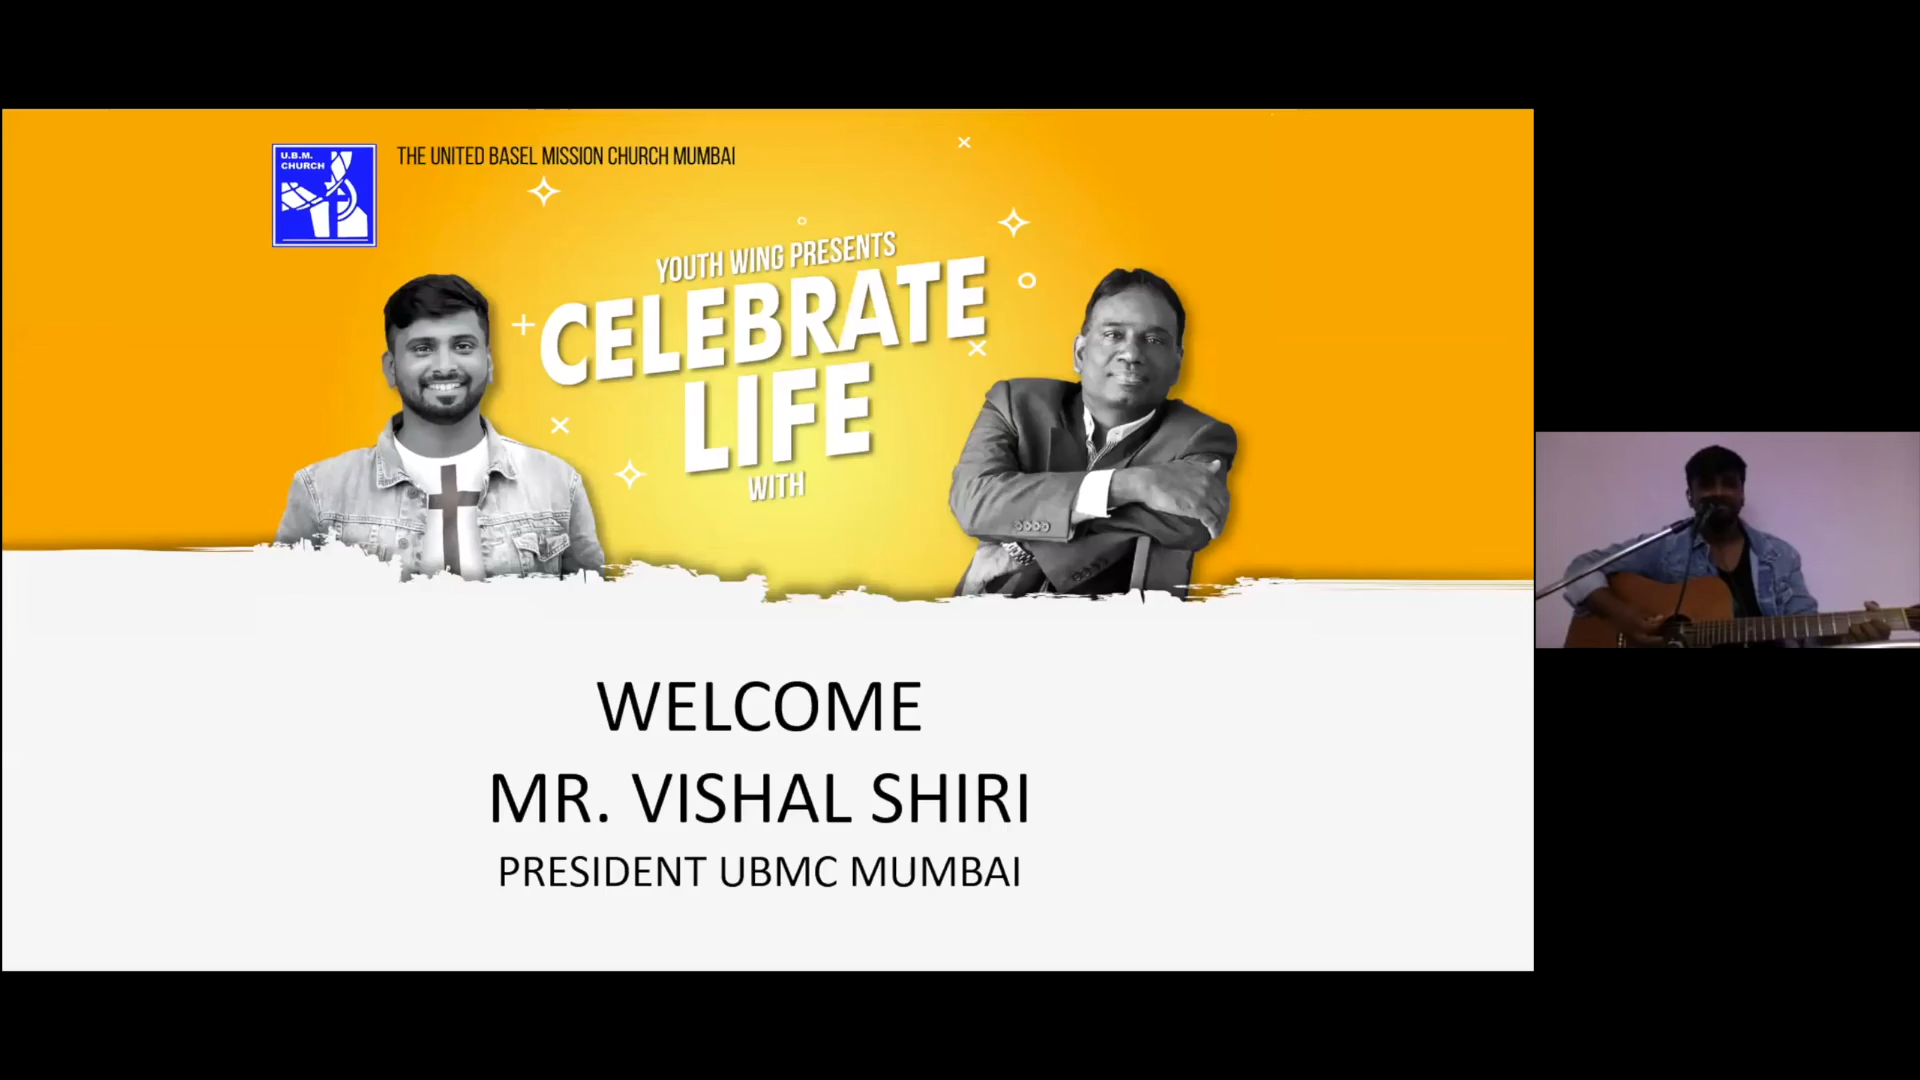 U.B.M.
CHURCH
THE UNITED BASEL MISSION CHURCH MUMBAI
YOUTH WING PRESENTS
CELEBRATE
LIFE
WITH
WELCOME
MR. VISHAL SHIRI
PRESIDENT UBMC MUMBAI